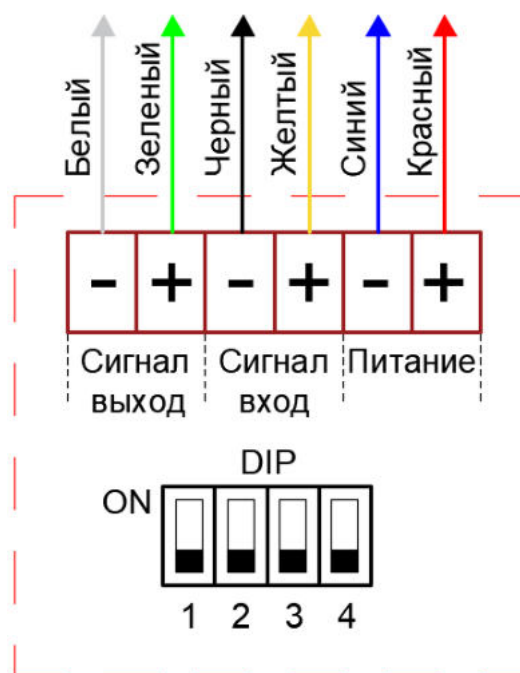 Белый Зеленый Черный Желтый Синий Красный
- + - + - +
Сигнал выход
Сигнал вход
Питание
DIP
ON
1 2 3 4